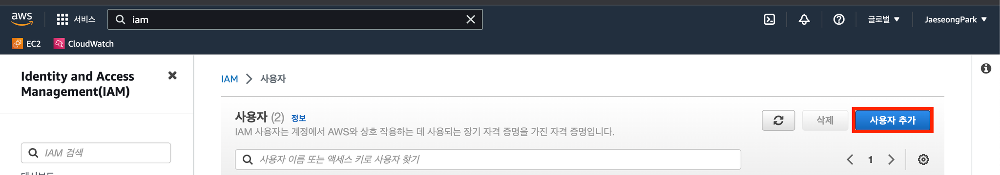 aws
서비스
iam
글로벌
JaeseongPark
EC2
CloudWatch
Identity and Access
Management(IAM)
IAM 검색
대시보드
IAM
사용자
사용자 (2) 정보
삭제
사용자 추가
IAM 사용자는 계정에서 AWS와 상호 작용하는 데 사용되는 장기 자격 증명을 가진 자격 증명입니다.
사용자 이름 또는 액세스 키로 사용자 찾기
1